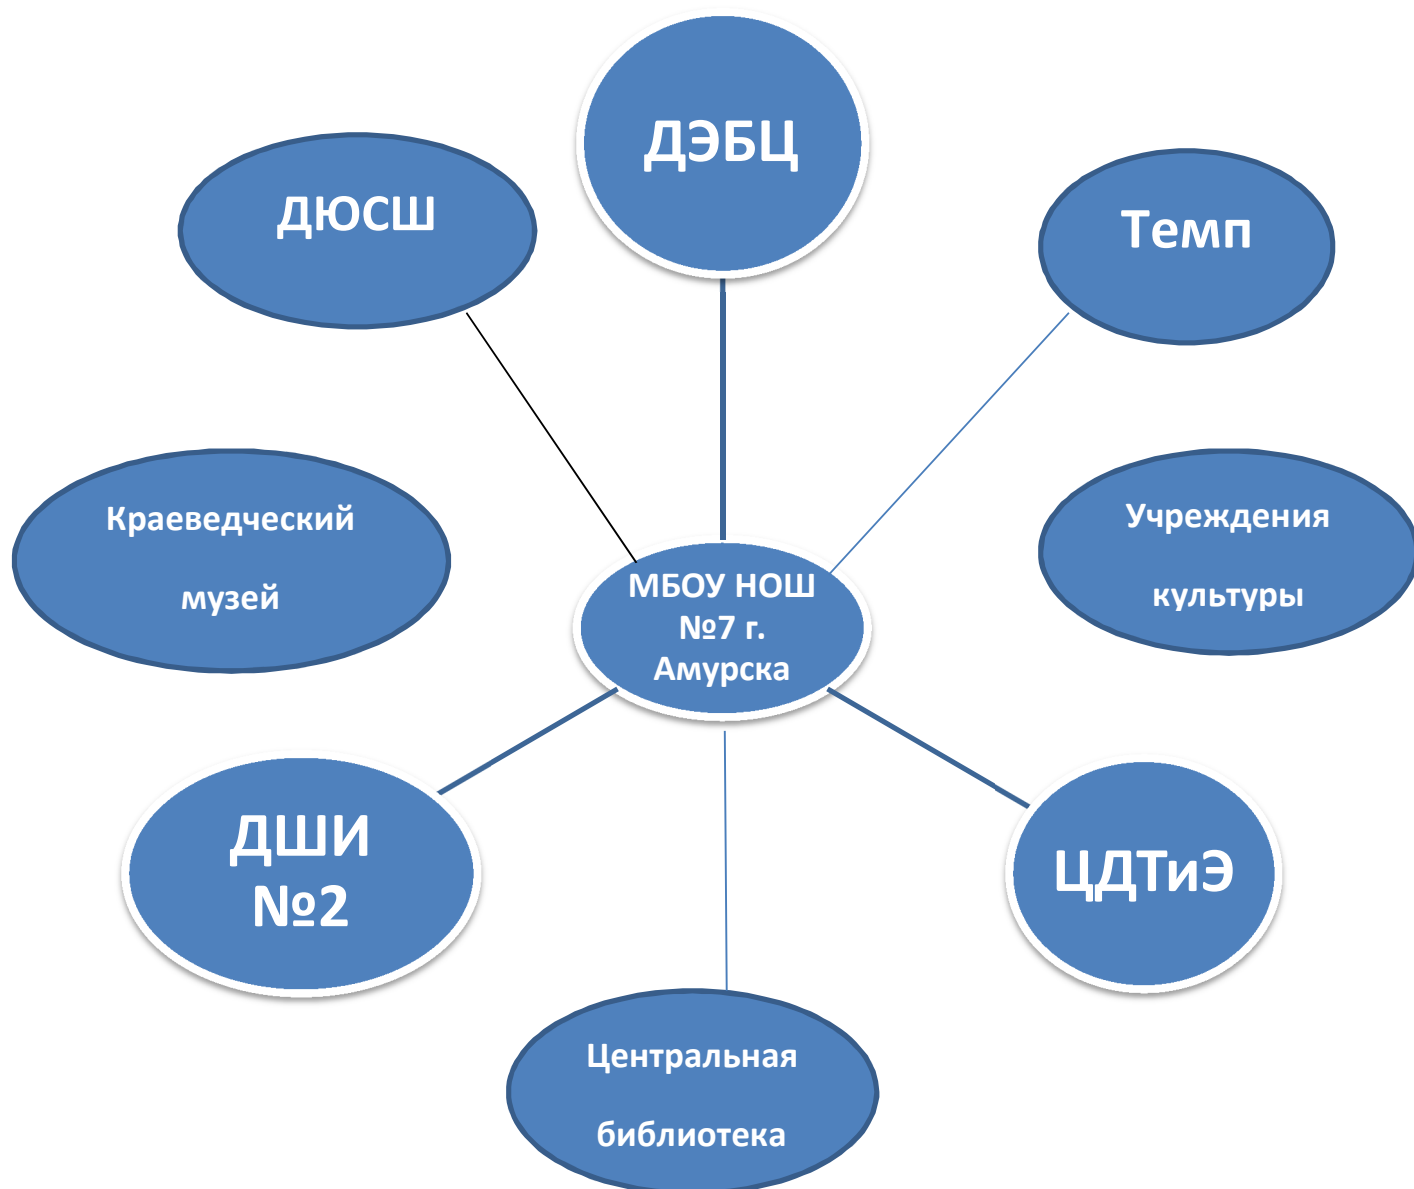 ДЭБЦ
ДЮСШ
Темп
Краеведческий
музей
Учреждения
культуры
МБОУ НОШ
№7 г.
Амурска
ДШИ
№2
ЦДТиЭ
Центральная
библиотека